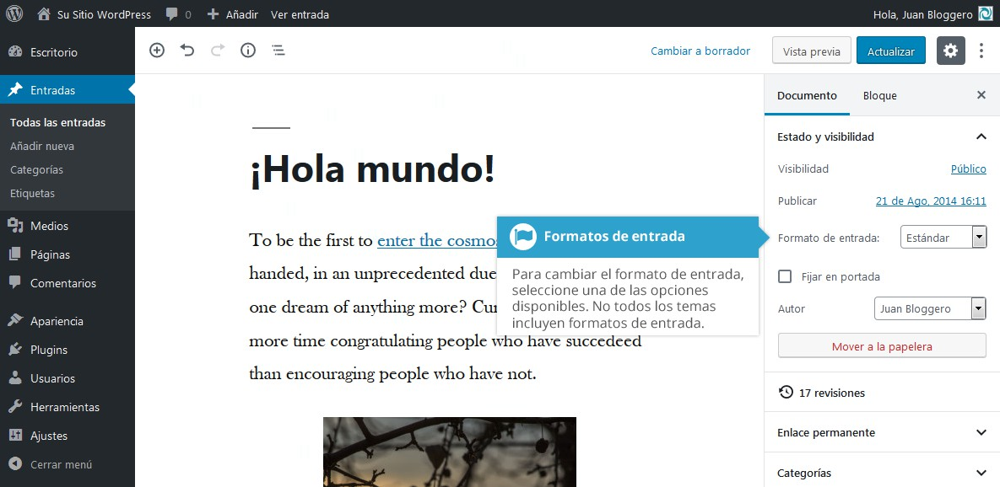 Su Sitio WordPress 0 Añadir Ver entrada Hola, Juan Bloggero
Escritorio
Entradas
Todas las entradas
Añadir nueva
Categorías
Etiquetas
Medios
Páginas
Comentarios
Apariencia
Plugins
Usuarios
Herramientas
Ajustes
Cerrar menú
Cambiar a borrador Vista previa Actualizar
¡Hola mundo!
To be the first to enter the cosmos
handed, in an unprecedented due
one dream of anything more? Cur
more time congratulating people who have succedeed
than encouraging people who have not.
Formatos de entrada
Para cambiar el formato de entrada,
seleccione una de las opciones
disponibles. No todos los temas
incluyen formatos de entrada.
Documento Bloque
Estado y visibilidad
Visibilidad Público
Publicar 21 de Ago, 2014 16:11
Formato de entrada: Estándar
Fijar en portada
Autor Juan Bloggero
Mover a la papelera
17 revisiones
Enlace permanente
Categorías